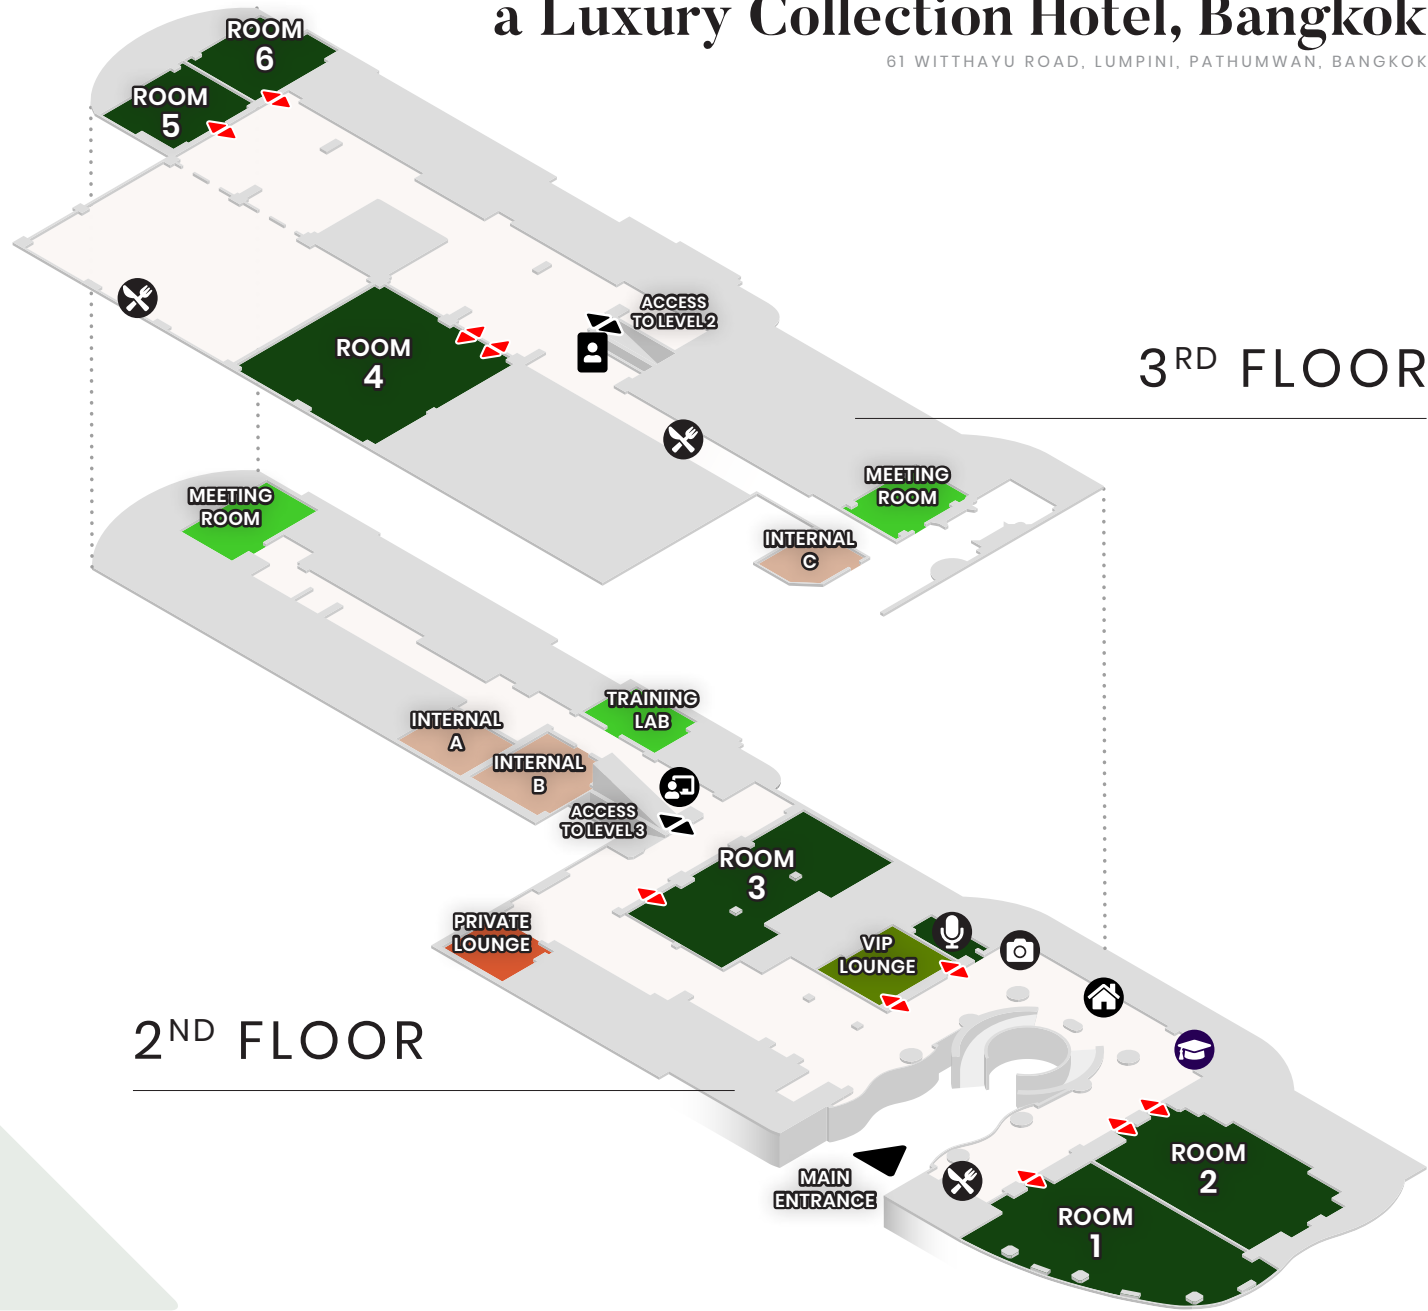 a Luxury Collection Hotel, Bangkok
61 WITTHAYU ROAD, LUMPINI, PATHUMWAN, BANGKOK
ROOM
6
ROOM
5
ACCESS
TO LEVEL 2
ROOM
4
3RD FLOOR
MEETING
ROOM
INTERNAL
C
MEETING
ROOM
TRAINING
LAB
INTERNAL
A
INTERNAL
B
ACCESS
TO LEVEL 3
ROOM
3
PRIVATE
LOUNGE
VIP
LOUNGE
2ND FLOOR
MAIN
ENTRANCE
ROOM
2
ROOM
1